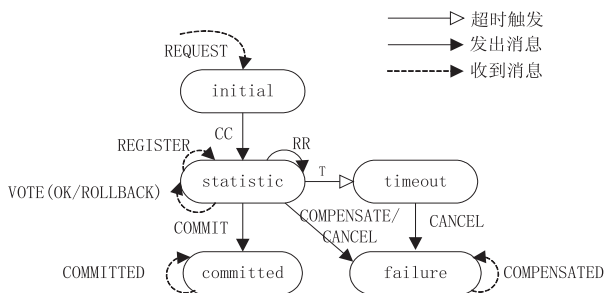 超时触发
发出消息
收到消息
REQUEST
initial
CC
REGISTER
RR
statistic
T
timeout
VOTE(OK/ROLLBACK)
COMMIT
COMPENSATE/
CANCEL
CANCEL
COMMITTED
committed
failure
COMPENSATED